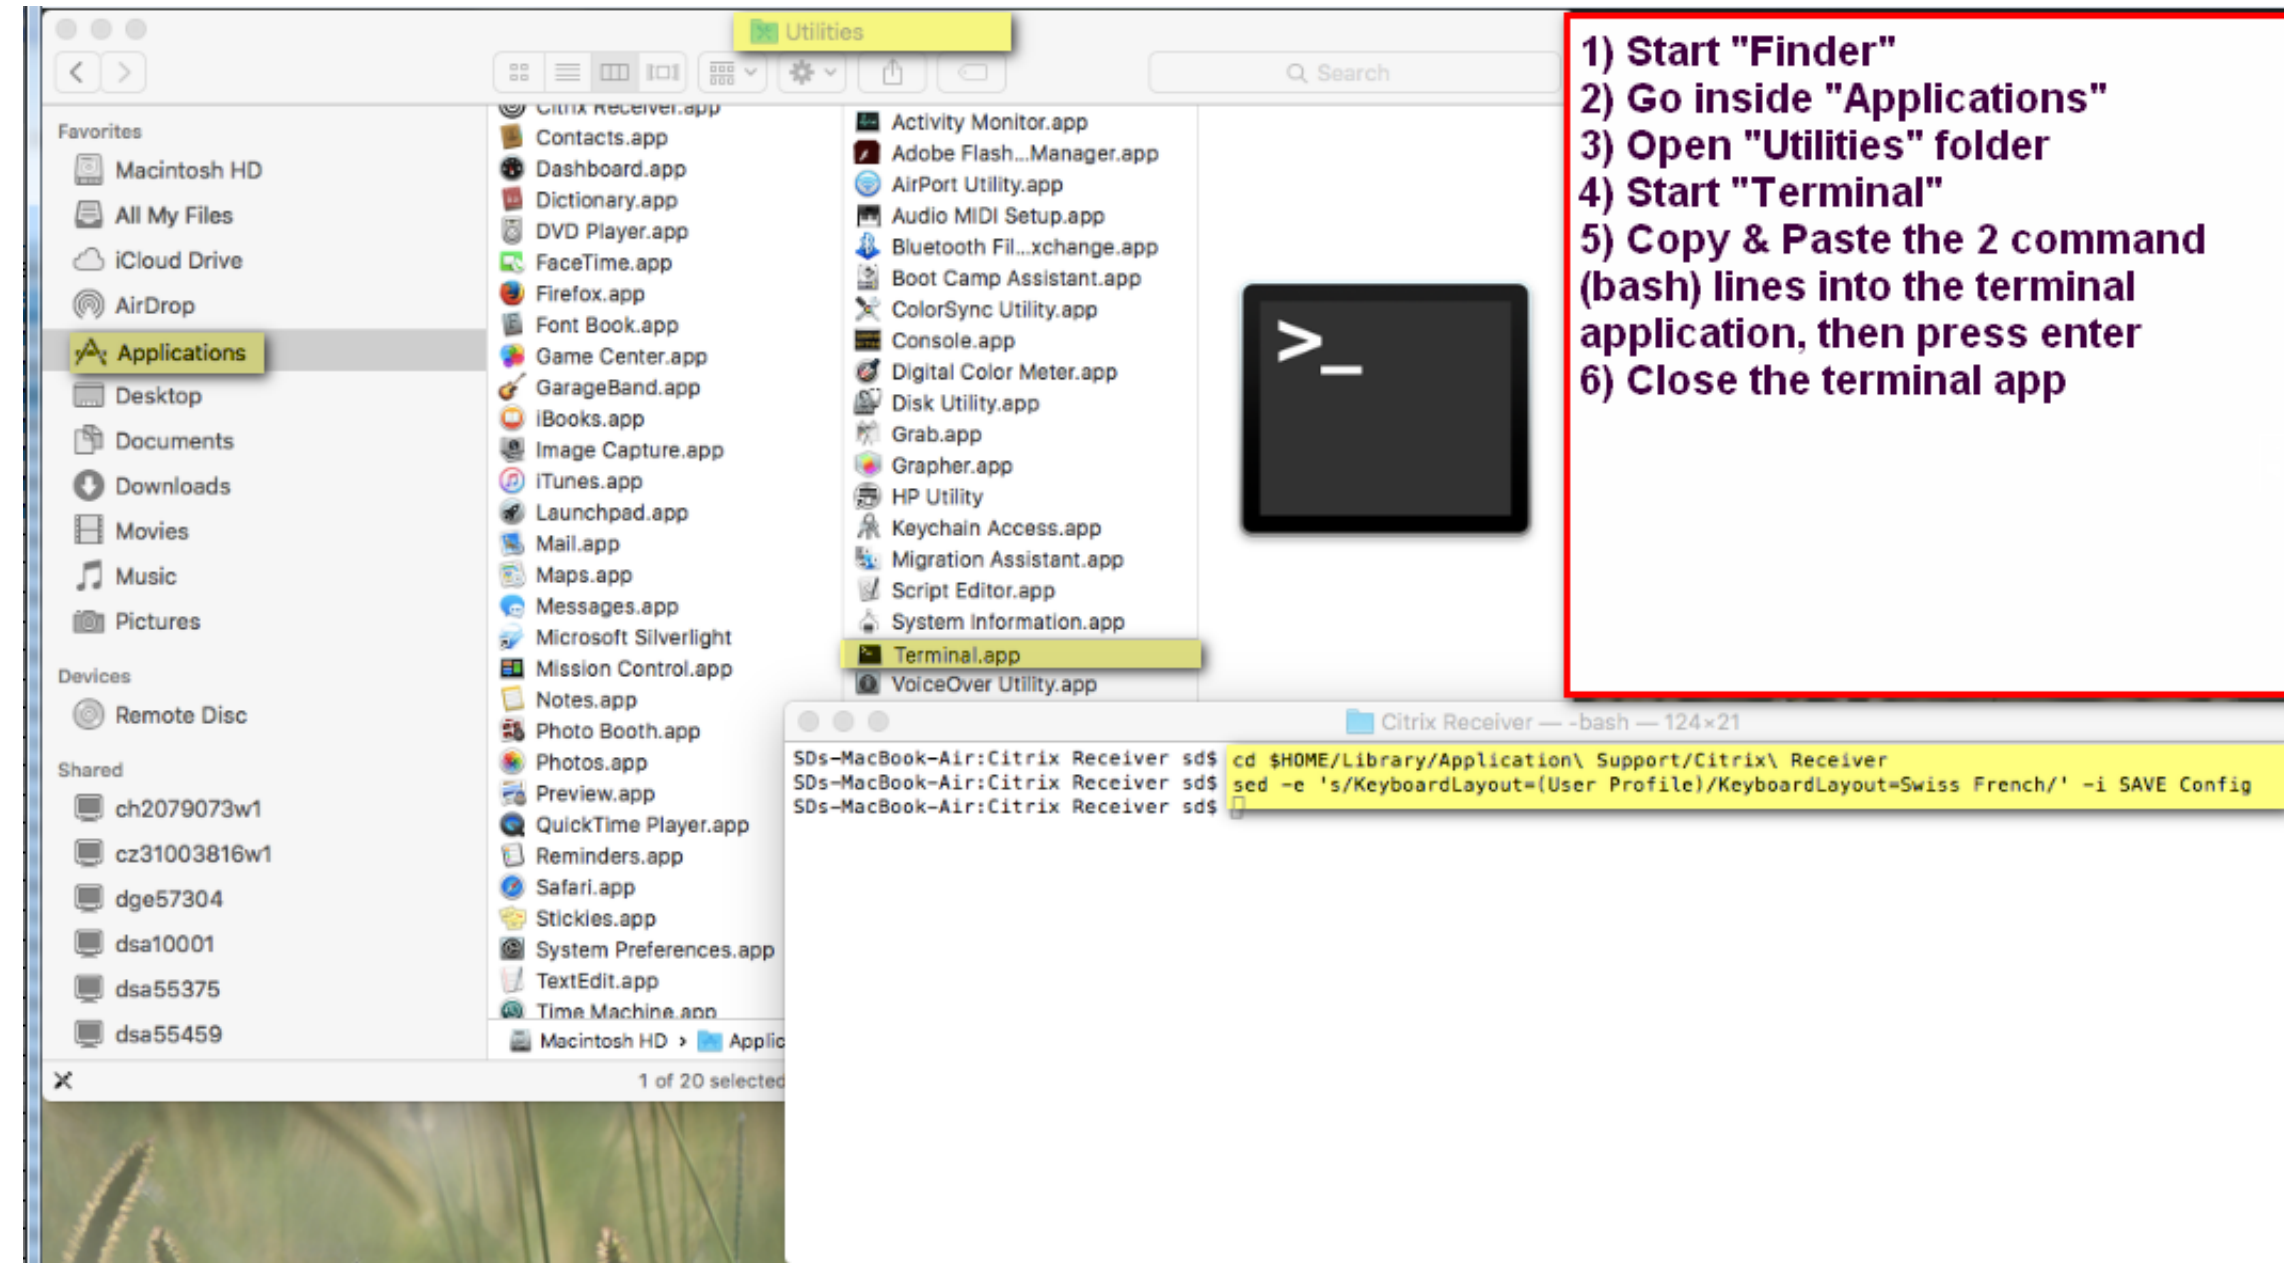 Utilities
Search
Favorites
Macintosh HD
All My Files
iCloud Drive
AirDrop
Applications
Desktop
Documents
Downloads
Movies
Music
Pictures
Devices
Remote Disc
Shared
ch2079073w1
cz31003816w1
dge57304
dsa10001
dsa55375
dsa55459
Citrix Receiver.app
Contacts.app
Dashboard.app
Dictionary.app
DVD Player.app
FaceTime.app
Firefox.app
Font Book.app
Game Center.app
GarageBand.app
iBooks.app
Image Capture.app
iTunes.app
Launchpad.app
Mail.app
Maps.app
Messages.app
Microsoft Silverlight
Mission Control.app
Notes.app
Photo Booth.app
Photos.app
Preview.app
QuickTime Player.app
Reminders.app
Safari.app
Stickies.app
System Preferences.app
TextEdit.app
Time Machine.app
Activity Monitor.app
Adobe Flash...Manager.app
AirPort Utility.app
Audio MIDI Setup.app
Bluetooth Fil...xchange.app
Boot Camp Assistant.app
ColorSync Utility.app
Console.app
Digital Color Meter.app
Disk Utility.app
Grab.app
Grapher.app
HP Utility
Keychain Access.app
Migration Assistant.app
Script Editor.app
System Information.app
Terminal.app
VoiceOver Utility.app
Macintosh HD › Applic
1 of 20 selected
1) Start "Finder"
2) Go inside "Applications"
3) Open "Utilities" folder
4) Start "Terminal"
5) Copy & Paste the 2 command
(bash) lines into the terminal
application, then press enter
6) Close the terminal app
Citrix Receiver — -bash — 124×21
SDs-MacBook-Air:Citrix Receiver sd$ cd $HOME/Library/Application\ Support/Citrix\ Receiver
SDs-MacBook-Air:Citrix Receiver sd$ sed -e 's/KeyboardLayout=(User Profile)/KeyboardLayout=Swiss French/' -i SAVE Config
SDs-MacBook-Air:Citrix Receiver sd$